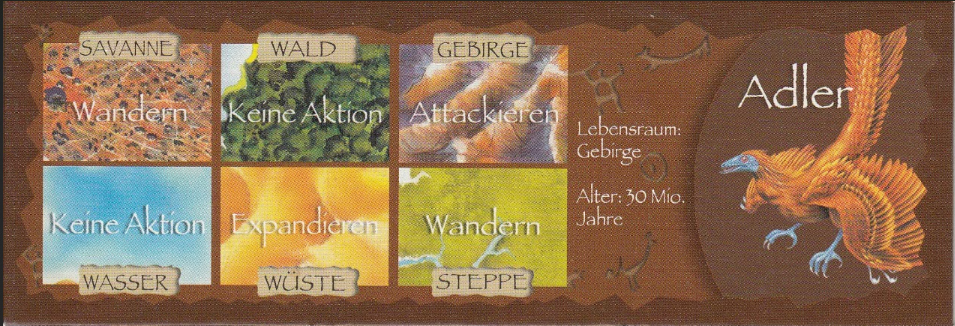 SAVANNE
WALD
GEBIRGE
Wandern
Keine Aktion
Attackieren
Keine Aktion
Expandieren
Wandern
WASSER
WÜSTE
STEPPE
Lebensraum:
Gebirge
Alter: 30 Mio.
Jahre
Adler